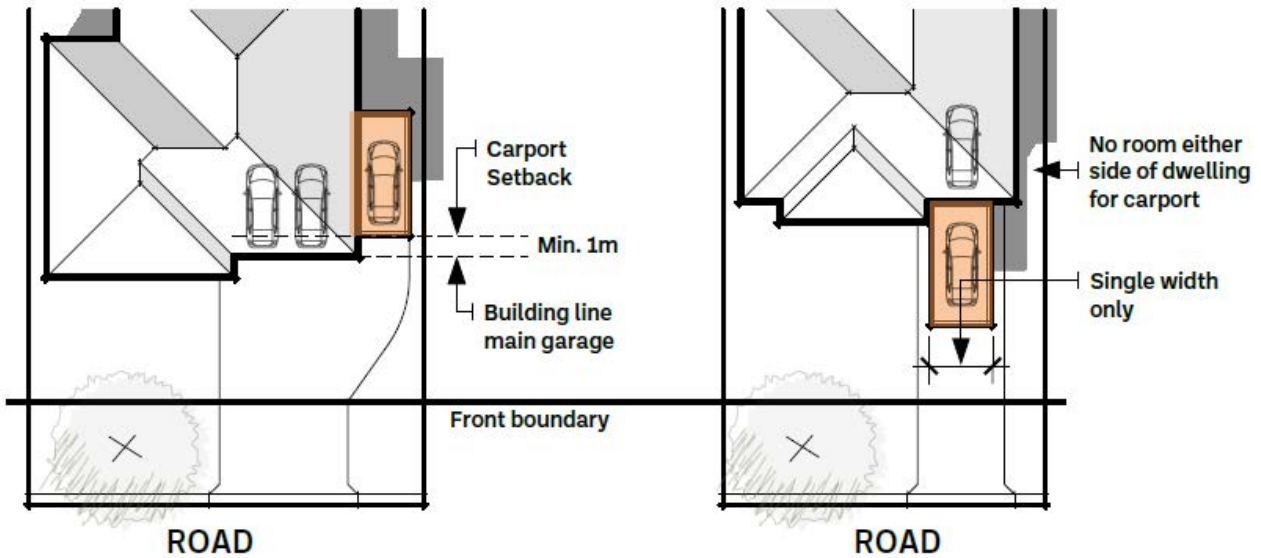 Carport
Setback
Min. 1m
Building line
main garage
Front boundary
ROAD
No room either
side of dwelling
for carport
Single width
only
ROAD